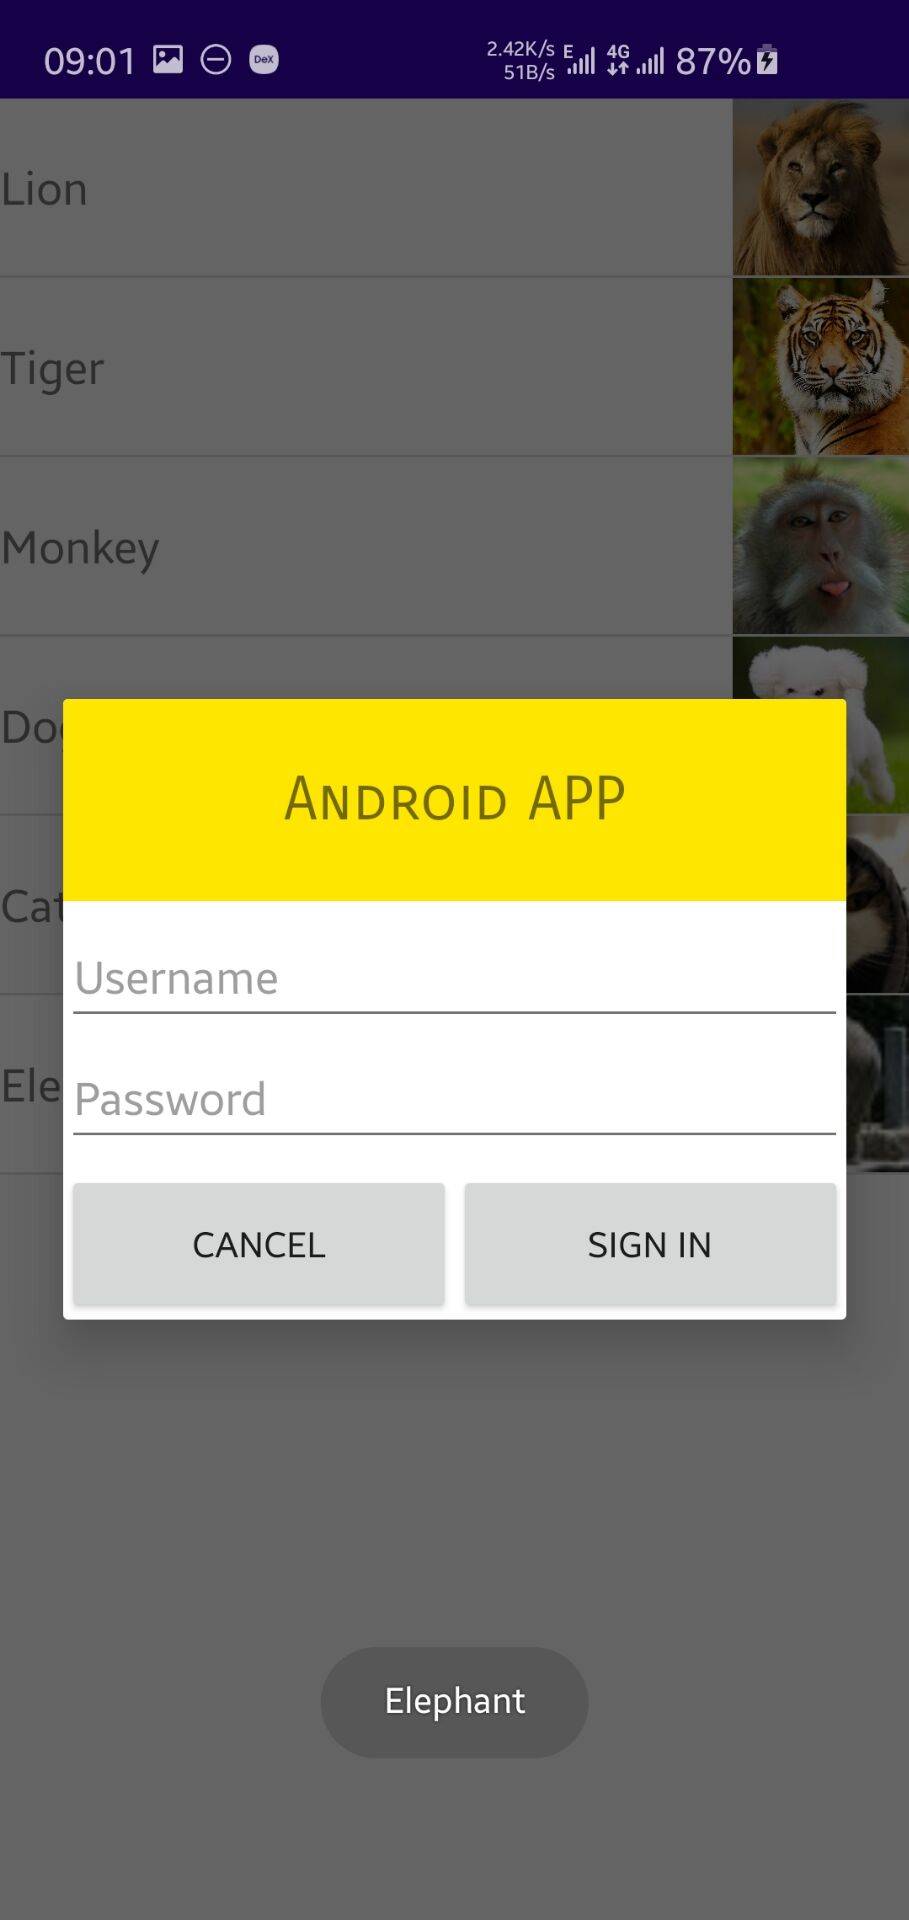 09:01 DeX 2.42K/s 51B/s E 4G 87%
Lion
Tiger
Monkey
Do
Android APP
Cat
Username
Ele
Password
CANCEL SIGN IN
Elephant